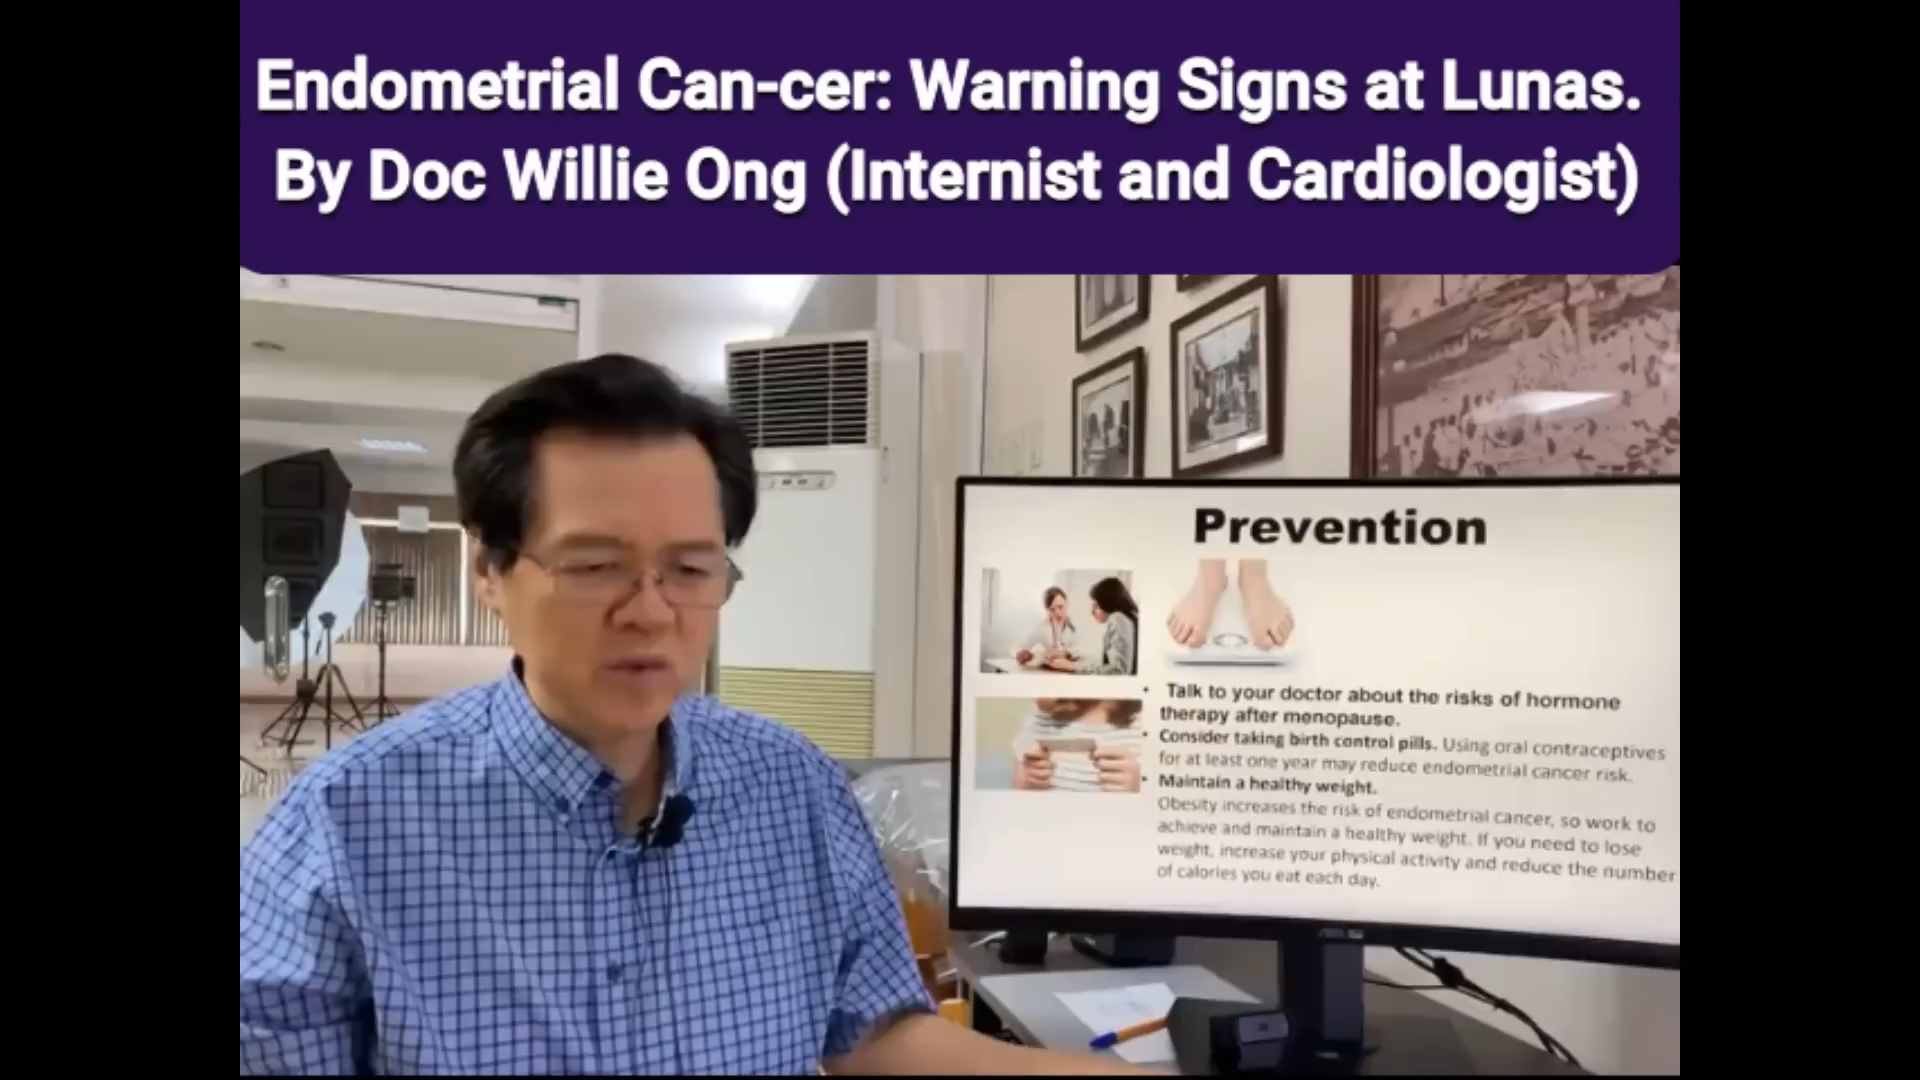 Endometrial Can-cer: Warning Signs at Lunas.
By Doc Willie Ong (Internist and Cardiologist)
Prevention
• Talk to your doctor about the risks of hormone
therapy after menopause.
• Consider taking birth control pills. Using oral contraceptives
for at least one year may reduce endometrial cancer risk.
• Maintain a healthy weight.
Obesity increases the risk of endometrial cancer, so work to
achieve and maintain a healthy weight. If you need to lose
weight, increase your physical activity and reduce the number
of calories you eat each day.